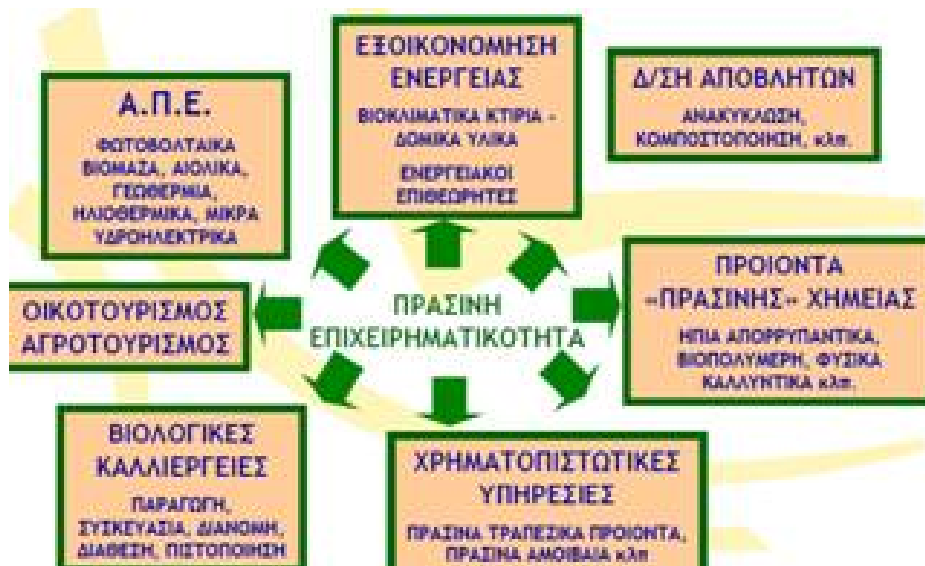 ΕΞΟΙΚΟΝΟΜΗΣΗ
ΕΝΕΡΓΕΙΑΣ
ΒΙΟΚΛΙΜΑΤΙΚΑ ΚΤΙΡΙΑ –
ΔΟΜΙΚΑ ΥΛΙΚΑ
ΕΝΕΡΓΕΙΑΚΟΙ
ΕΠΙΘΕΩΡΗΤΕΣ
Δ/ΣΗ ΑΠΟΒΛΗΤΩΝ
ΑΝΑΚΥΚΛΩΣΗ,
ΚΟΜΠΟΣΤΟΠΟΙΗΣΗ, κλπ.
Α.Π.Ε.
ΦΩΤΟΒΟΛΤΑΙΚΑ
ΒΙΟΜΑΖΑ, ΑΙΟΛΙΚΑ,
ΓΕΩΘΕΡΜΙΑ,
ΗΛΙΟΘΕΡΜΙΚΑ, ΜΙΚΡΑ
ΥΔΡΟΗΛΕΚΤΡΙΚΑ
ΠΡΟΙΟΝΤΑ
«ΠΡΑΣΙΝΗΣ» ΧΗΜΕΙΑΣ
ΗΠΙΑ ΑΠΟΡΡΥΠΑΝΤΙΚΑ,
ΒΙΟΠΟΛΥΜΕΡΗ, ΦΥΣΙΚΑ
ΚΑΛΛΥΝΤΙΚΑ κλπ.
ΟΙΚΟΤΟΥΡΙΣΜΟΣ
ΑΓΡΟΤΟΥΡΙΣΜΟΣ
ΠΡΑΣΙΝΗ
ΕΠΙΧΕΙΡΗΜΑΤΙΚΟΤΗΤΑ
ΒΙΟΛΟΓΙΚΕΣ
ΚΑΛΛΙΕΡΓΕΙΕΣ
ΠΑΡΑΓΩΓΗ,
ΣΥΣΚΕΥΑΣΙΑ, ΔΙΑΝΟΜΗ,
ΔΙΑΘΕΣΗ, ΠΙΣΤΟΠΟΙΗΣΗ
ΧΡΗΜΑΤΟΠΙΣΤΩΤΙΚΕΣ
ΥΠΗΡΕΣΙΕΣ
ΠΡΑΣΙΝΑ ΤΡΑΠΕΖΙΚΑ ΠΡΟΙΟΝΤΑ,
ΠΡΑΣΙΝΑ ΑΜΟΙΒΑΙΑ κλπ